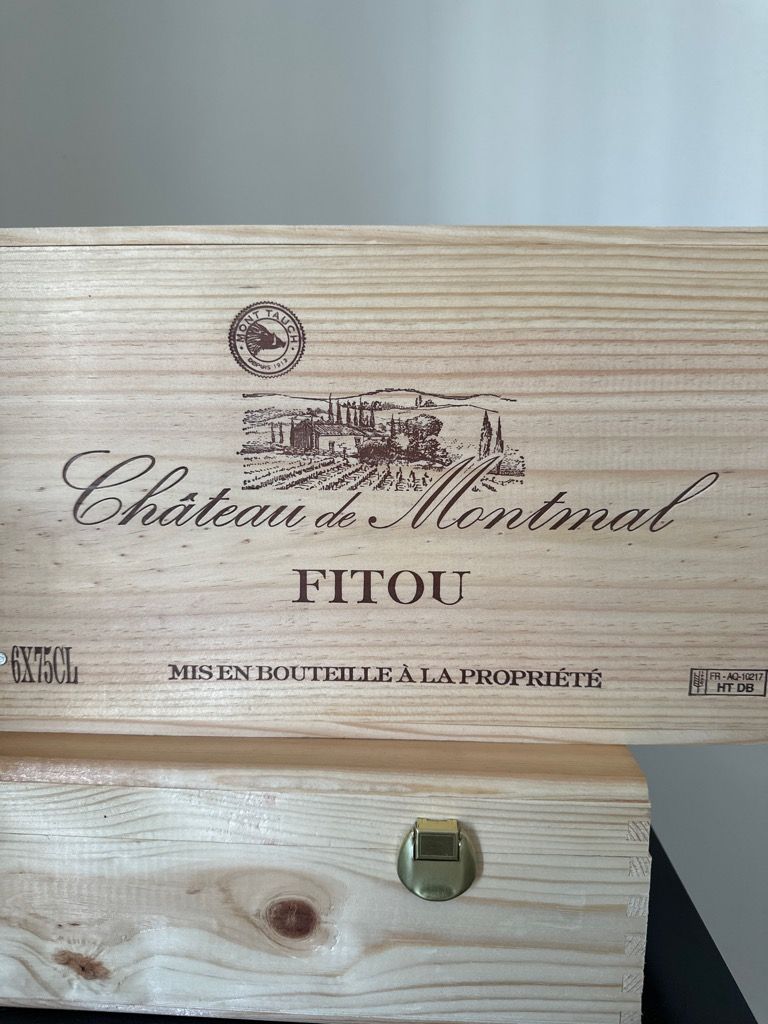 MONT TAUCH
DEPUIS 1913
Château de Montmal
FITOU
6X75CL
MIS EN BOUTEILLE À LA PROPRIÉTÉ
FR - AQ-10217
HT DB